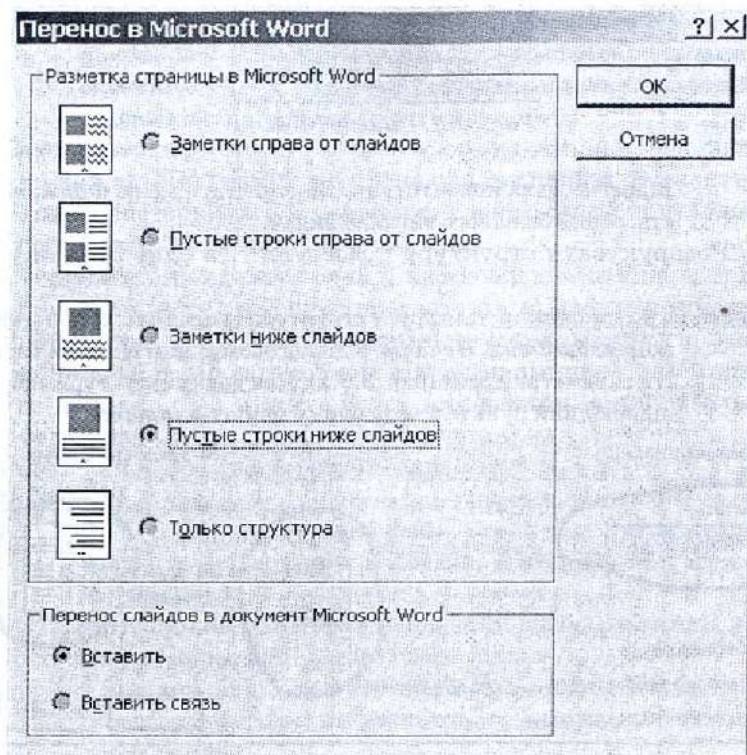 Перенос в Microsoft Word
Разметка страницы в Microsoft Word
OK
Заметки справа от слайдов
Отмена
Пустые строки справа от слайдов
Заметки ниже слайдов
Пустые строки ниже слайдов
Только структура
Перенос слайдов в документ Microsoft Word
Вставить
Вставить связь